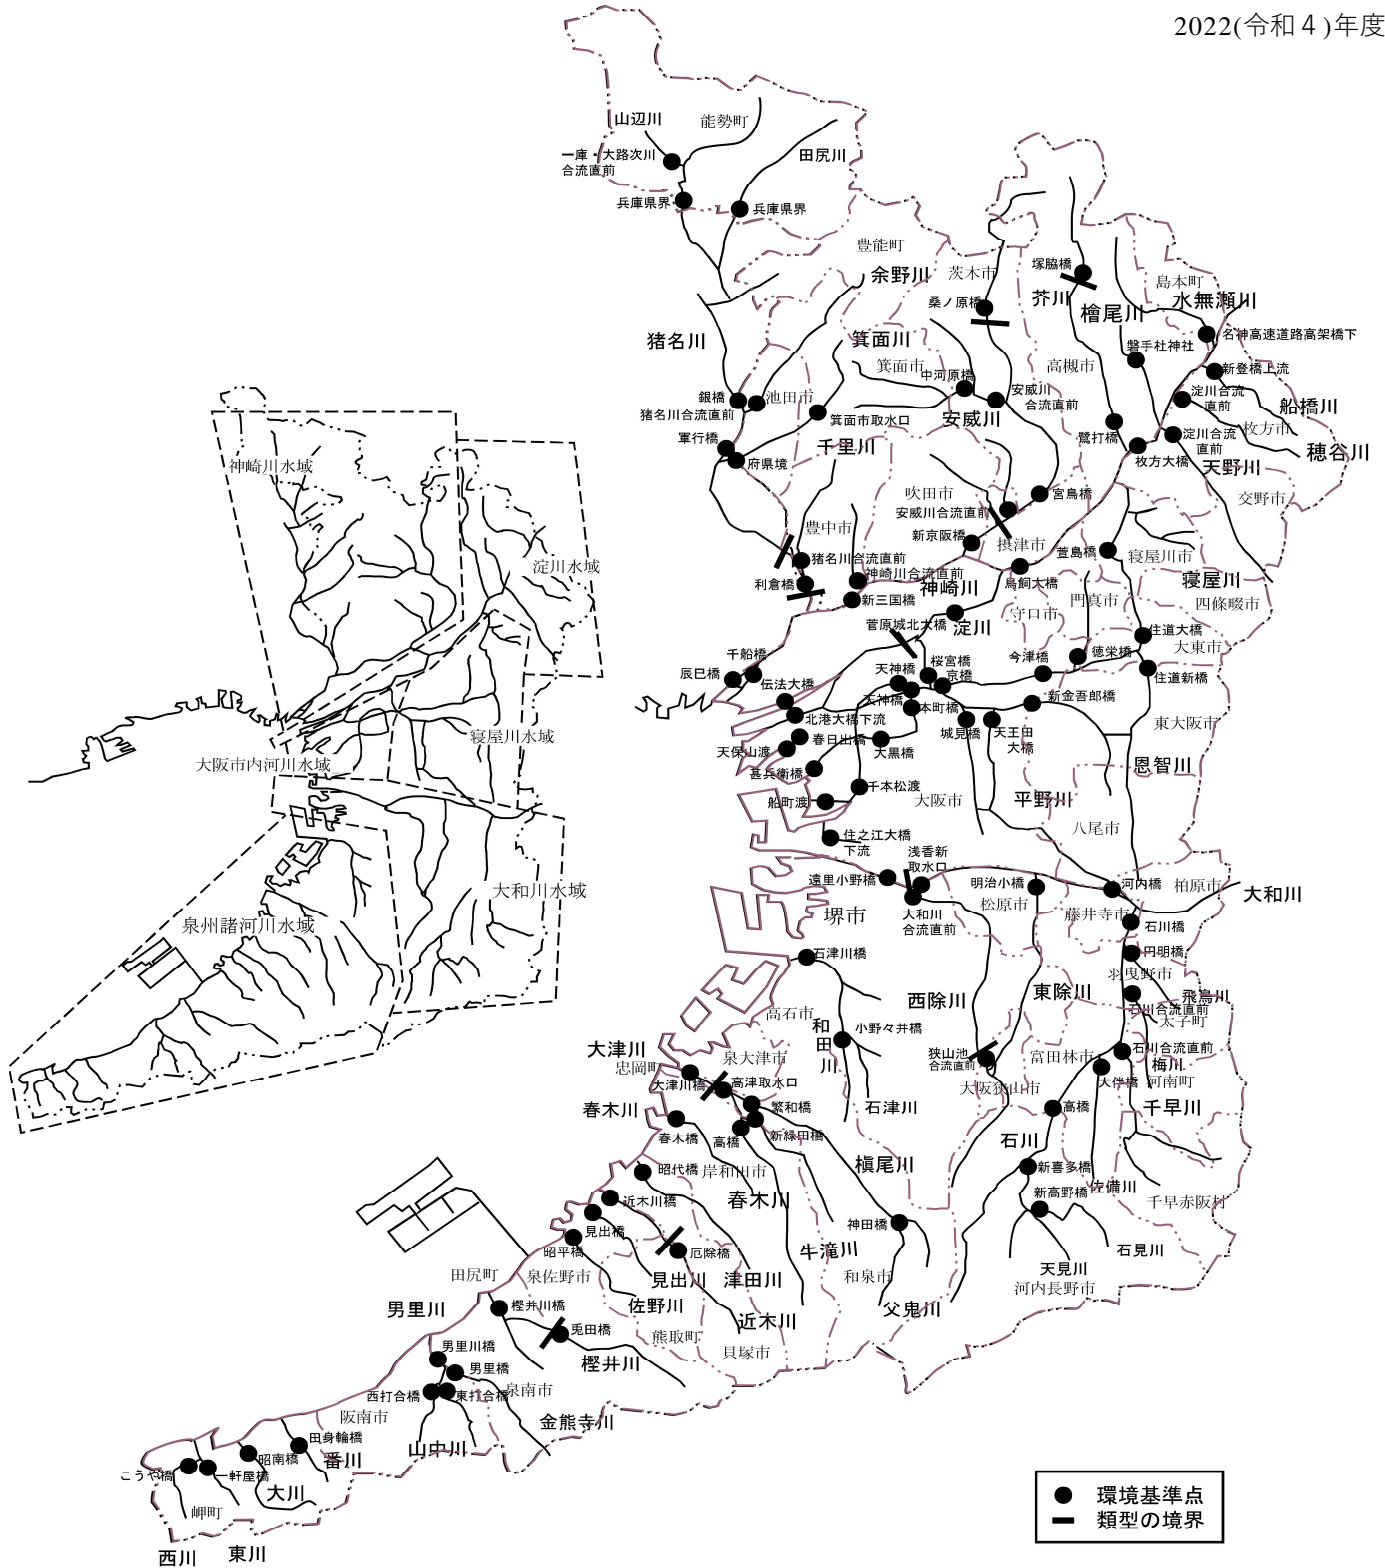 2022(令和４)年度
山辺川
能勢町
一庫・大路次川
合流直前
田尻川
兵庫県界
兵庫県界
豊能町
余野川
茨木市
塚脇橋
島本町
桑ノ原橋
芥川
水無瀬川
檜尾川
猪名川
箕面川
名神高速道路高架橋下
磐手杜神社
箕面市
高槻市
新登橋上流
中河原橋
銀橋
池田市
安威川
合流直前
淀川合流
直前
船橋川
猪名川合流直前
箕面市取水口
安威川
鷺打橋
枚方市
軍行橋
千里川
淀川合流
直前
穂谷川
府県境
枚方大橋
天野川
吹田市
宮鳥橋
交野市
安威川合流直前
豊中市
新京阪橋
摂津市
萱島橋
寝屋川市
猪名川合流直前
神崎川合流直前
利倉橋
神崎川
鳥飼大橋
寝屋川
新三国橋
門真市
四條畷市
菅原城北大橋
淀川
守口市
住道大橋
千船橋
桜宮橋
今津橋
徳栄橋
大東市
辰巳橋
伝法大橋
天神橋
京橋
住道新橋
天神橋
新金吾郎橋
北港大橋下流
本町橋
東大阪市
天保山渡
春日出橋
大黒橋
城見橋
天王田
大橋
甚兵衛橋
恩智川
千本松渡
船町渡
大阪市
平野川
住之江大橋
下流
八尾市
浅香新
取水口
遠里小野橋
明治小橋
河内橋
柏原市
大和川
松原市
堺市
大和川
合流直前
藤井寺市
石川橋
石津川橋
円明橋
羽曳野市
西除川
東除川
飛鳥川
高石市
石川合流直前
和
田
川
小野々井橋
太子町
大津川
泉大津市
狭山池
合流直前
富田林市
石川合流直前
忠岡町
梅川
大津川橋
高津取水口
大阪狭山市
大伴橋
河南町
春木川
繁和橋
石津川
高橋
千早川
春木橋
高橋
新緑田橋
石川
昭代橋
岸和田市
槇尾川
新喜多橋
近木川橋
春木川
新高野橋
佐備川
千早赤阪村
見出橋
神田橋
昭平橋
厄除橋
牛滝川
石見川
田尻町
泉佐野市
見出川
津田川
和泉市
天見川
河内長野市
佐野川
男里川
樫井川橋
近木川
父鬼川
兎田橋
熊取町
貝塚市
男里川橋
樫井川
男里橋
西打合橋
東打合橋
泉南市
阪南市
金熊寺川
田身輪橋
山中川
昭南橋
番川
こうや橋
一軒屋橋
大川
岬町
西川
東川
神崎川水域
淀川水域
寝屋川水域
大阪市内河川水域
大和川水域
泉州諸河川水域
環境基準点
類型の境界